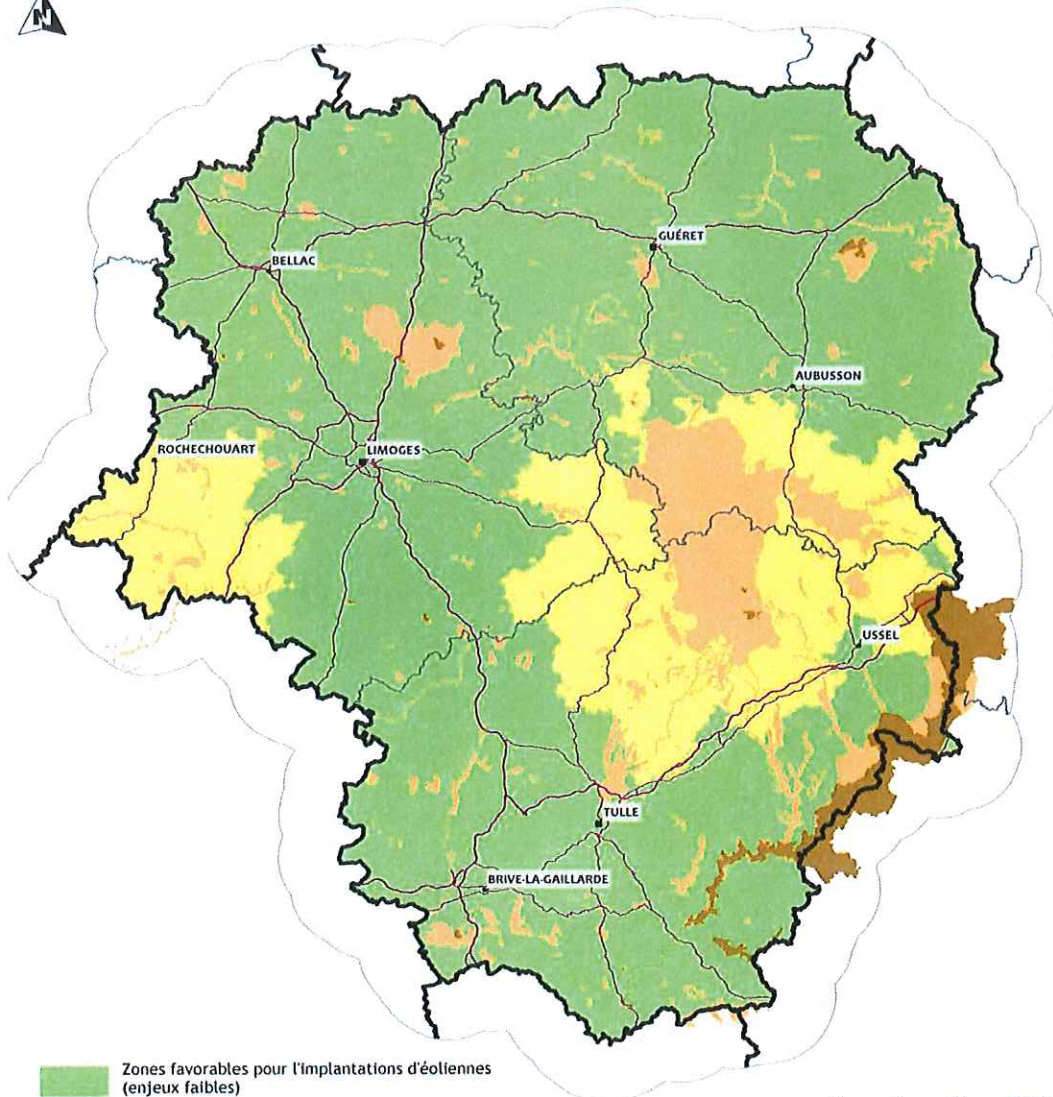 N
GUÉRET
BELLAC
AUBUSSON
ROCHECHOUART
LIMOGES
USSEL
TULLE
BRIVE-LA-GAILLARDE
Zones favorables pour l'implantations d'éoliennes
(enjeux faibles)